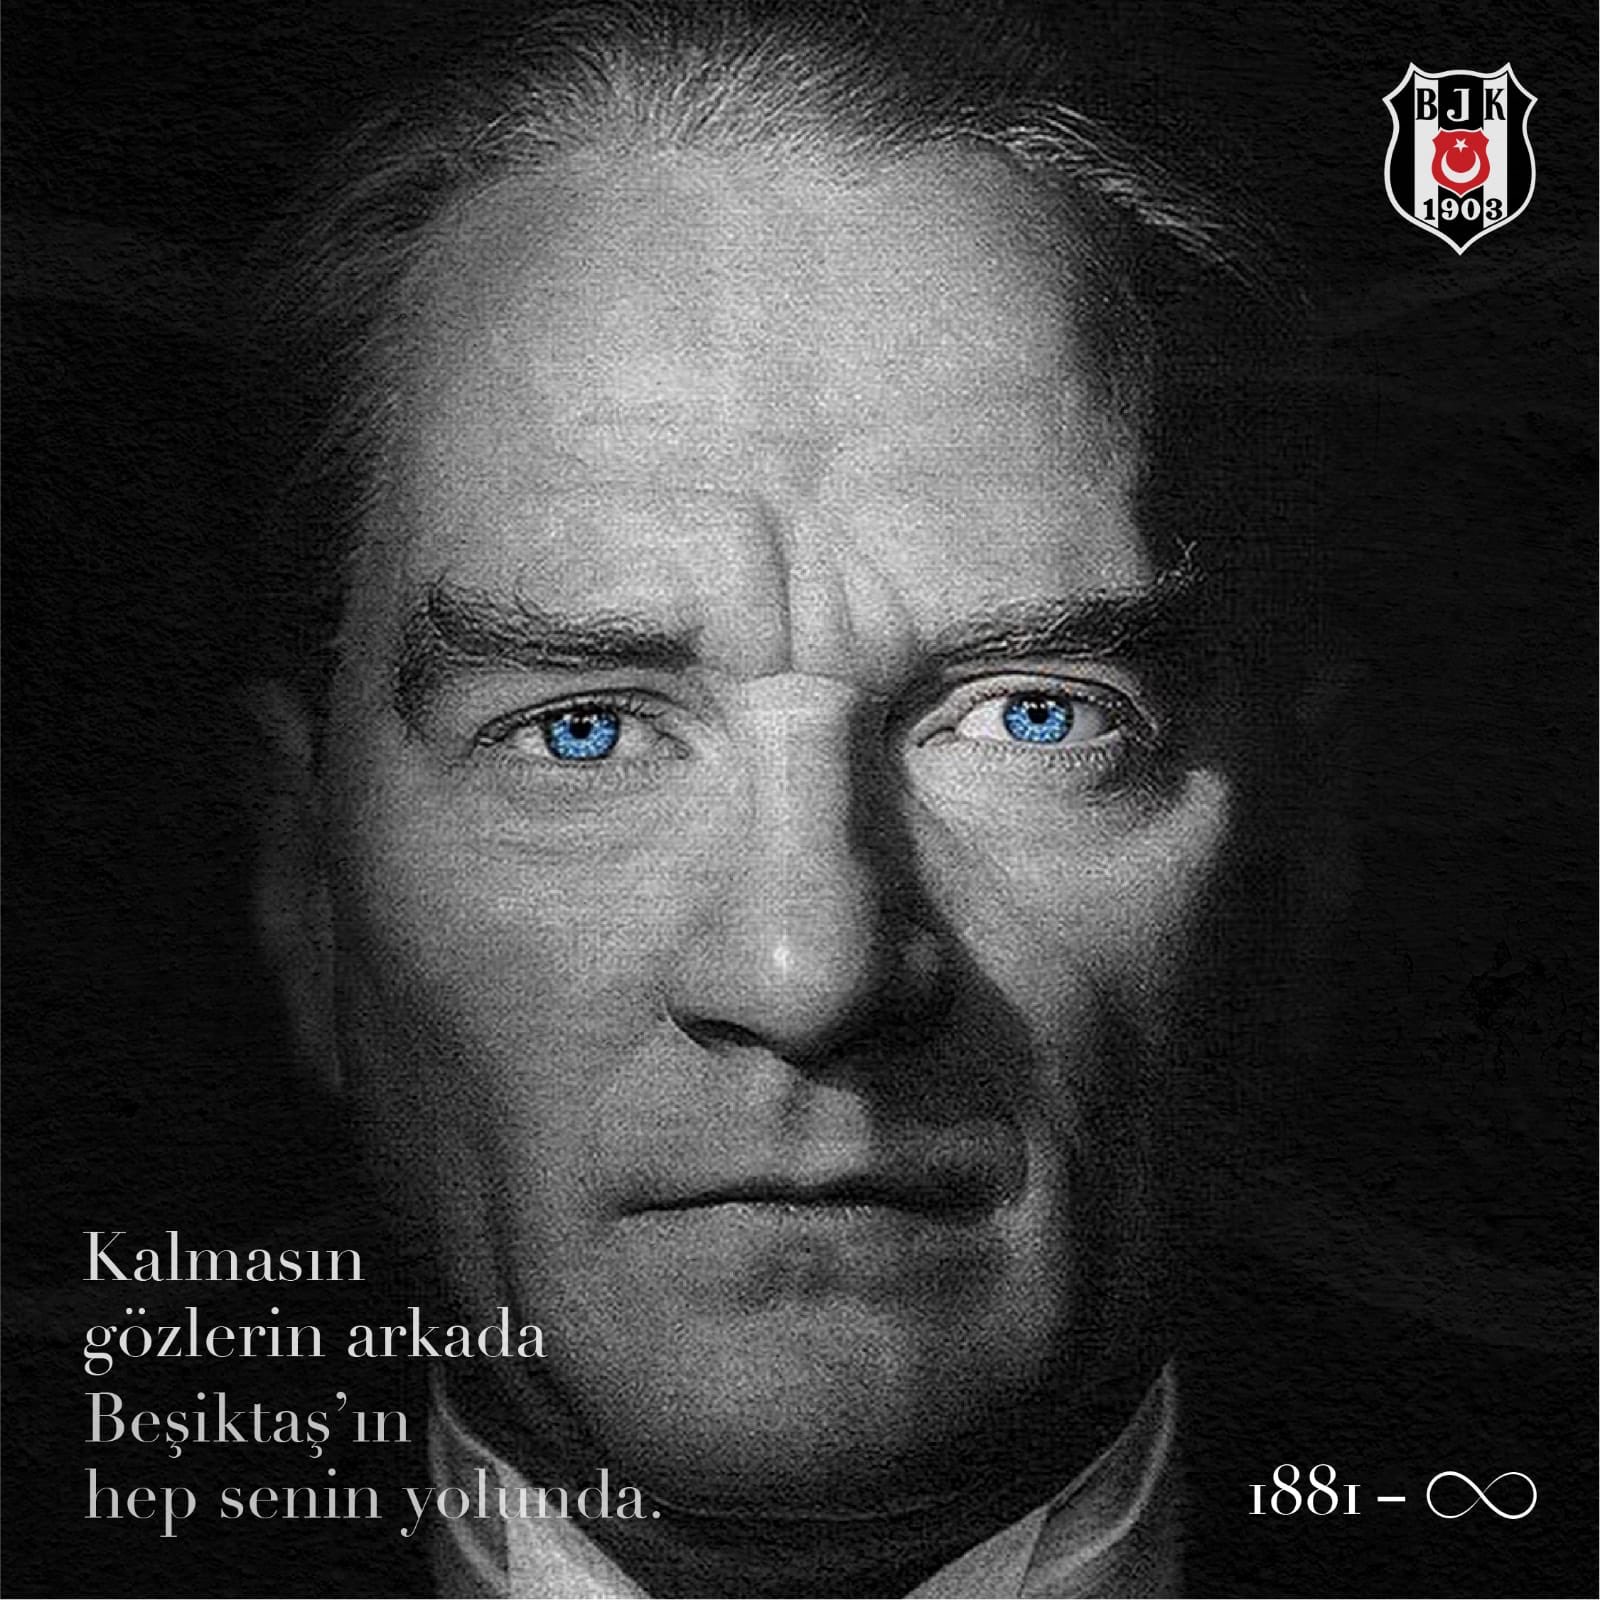 BJK
1903
Kalmasın
gözlerin arkada
Beşiktaş’ın
hep senin yolunda.
1881 – ∞